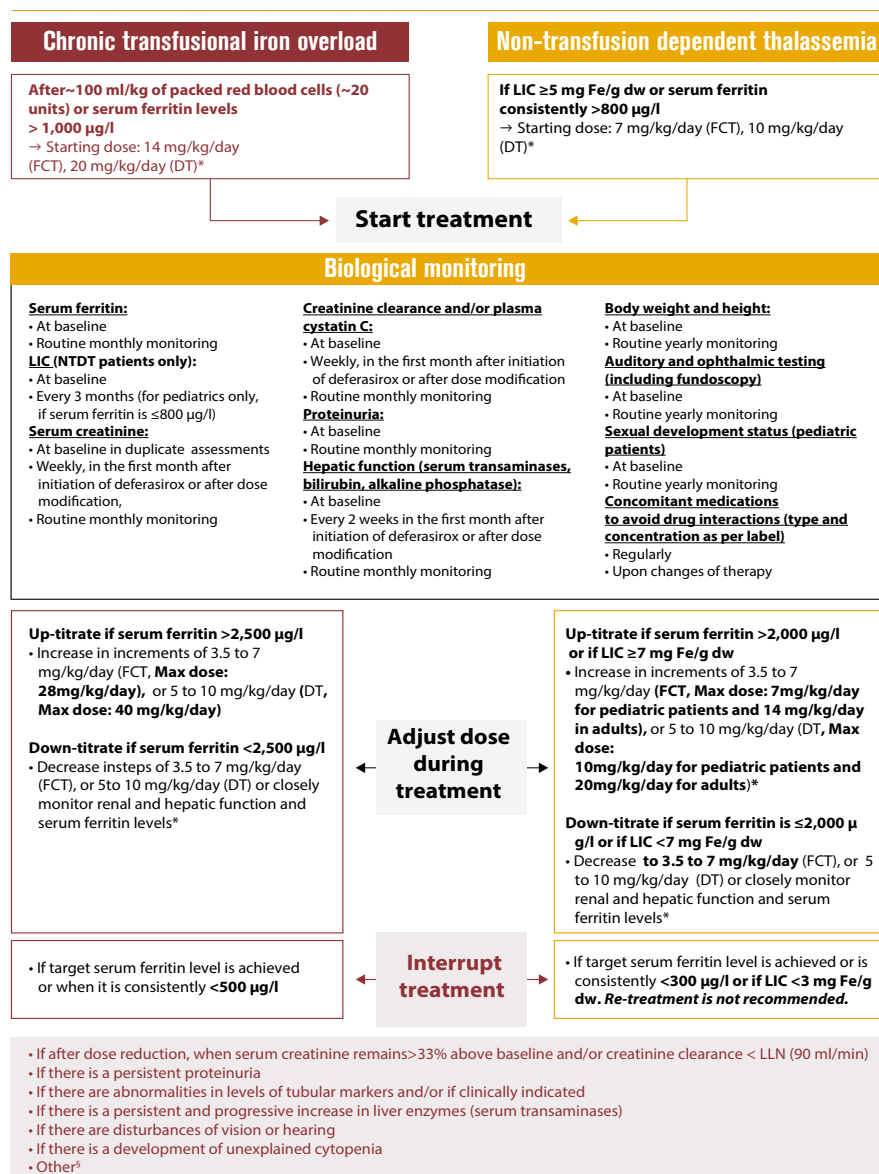 Chronic transfusional iron overload
After~100 ml/kg of packed red blood cells (~20
units) or serum ferritin levels
> 1,000 µg/l
→ Starting dose: 14 mg/kg/day
(FCT), 20 mg/kg/day (DT)*
Non-transfusion dependent thalassemia
If LIC ≥5 mg Fe/g dw or serum ferritin
consistently >800 µg/l
→ Starting dose: 7 mg/kg/day (FCT), 10 mg/kg/day
(DT)*
Start treatment
Biological monitoring
Serum ferritin:
• At baseline
• Routine monthly monitoring
LIC (NTDT patients only):
• At baseline
• Every 3 months (for pediatrics only,
if serum ferritin is ≤800 µg/l)
Serum creatinine:
• At baseline in duplicate assessments
• Weekly, in the first month after
initiation of deferasirox or after dose
modification,
• Routine monthly monitoring
Creatinine clearance and/or plasma
cystatin C:
• At baseline
• Weekly, in the first month after initiation
of deferasirox or after dose modification
• Routine monthly monitoring
Proteinuria:
• At baseline
• Routine monthly monitoring
Hepatic function (serum transaminases,
bilirubin, alkaline phosphatase):
• At baseline
• Every 2 weeks in the first month after
initiation of deferasirox or after dose
modification
• Routine monthly monitoring
Body weight and height:
• At baseline
• Routine yearly monitoring
Auditory and ophthalmic testing
(including fundoscopy)
• At baseline
• Routine yearly monitoring
Sexual development status (pediatric
patients)
• At baseline
• Routine yearly monitoring
Concomitant medications
to avoid drug interactions (type and
concentration as per label)
• Regularly
• Upon changes of therapy
Up-titrate if serum ferritin >2,500 µg/l
• Increase in increments of 3.5 to 7
mg/kg/day (FCT, Max dose:
28mg/kg/day), or 5 to 10 mg/kg/day (DT,
Max dose: 40 mg/kg/day)
Down-titrate if serum ferritin <2,500 µg/l
• Decrease insteps of 3.5 to 7 mg/kg/day
(FCT), or 5to 10 mg/kg/day (DT) or closely
monitor renal and hepatic function and
serum ferritin levels*
Adjust dose
during
treatment
Up-titrate if serum ferritin >2,000 µg/l
or if LIC ≥7 mg Fe/g dw
• Increase in increments of 3.5 to 7
mg/kg/day (FCT, Max dose: 7mg/kg/day
for pediatric patients and 14 mg/kg/day
in adults), or 5 to 10 mg/kg/day (DT, Max
dose:
10mg/kg/day for pediatric patients and
20mg/kg/day for adults)*
Down-titrate if serum ferritin is ≤2,000 µ
g/l or if LIC <7 mg Fe/g dw
• Decrease to 3.5 to 7 mg/kg/day (FCT), or 5
to 10 mg/kg/day (DT) or closely monitor
renal and hepatic function and serum
ferritin levels*
• If target serum ferritin level is achieved
or when it is consistently <500 µg/l
Interrupt
treatment
• If target serum ferritin level is achieved or is
consistently <300 µg/l or if LIC <3 mg Fe/g
dw. Re-treatment is not recommended.
• If after dose reduction, when serum creatinine remains>33% above baseline and/or creatinine clearance < LLN (90 ml/min)
• If there is a persistent proteinuria
• If there are abnormalities in levels of tubular markers and/or if clinically indicated
• If there is a persistent and progressive increase in liver enzymes (serum transaminases)
• If there are disturbances of vision or hearing
• If there is a development of unexplained cytopenia
• Other§